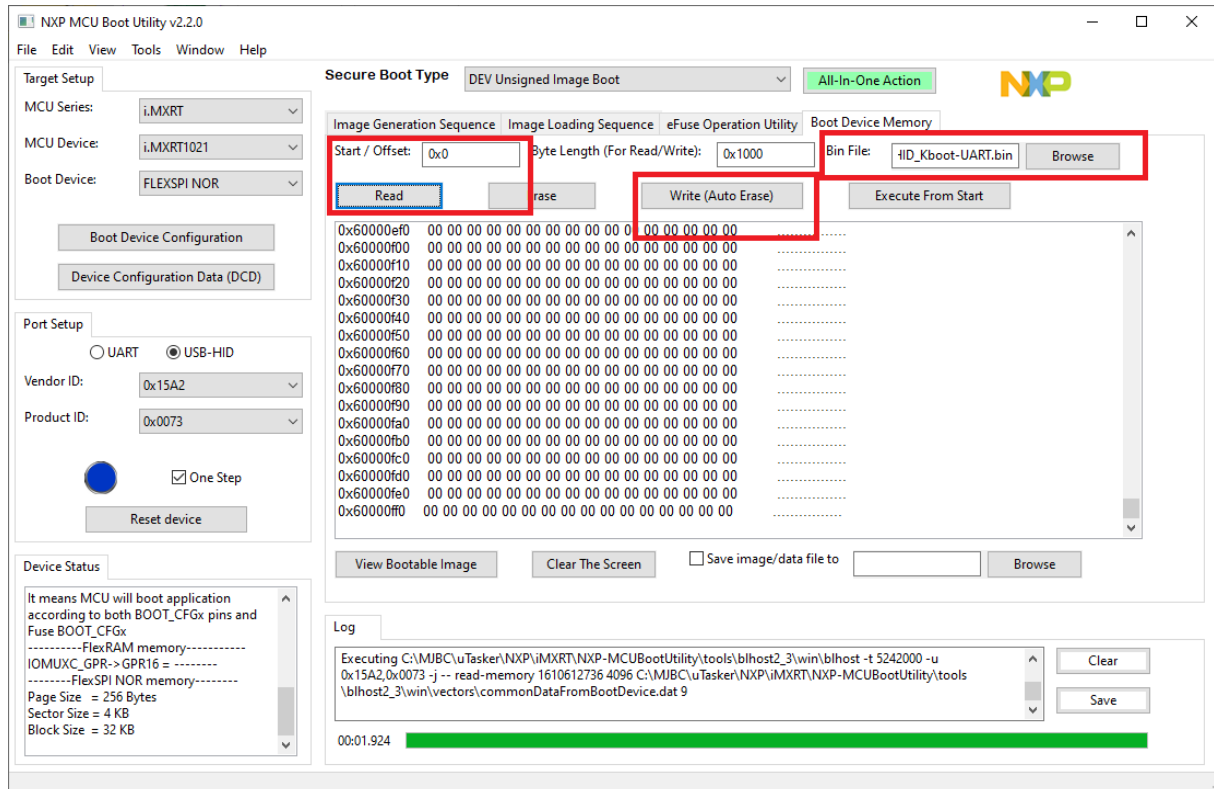 NXP MCU Boot Utility v2.2.0
File Edit View Tools Window Help
Target Setup
MCU Series: i.MXRT
MCU Device: i.MXRT1021
Boot Device: FLEXSPI NOR
Boot Device Configuration
Device Configuration Data (DCD)
Port Setup
UART USB-HID
Vendor ID: 0x15A2
Product ID: 0x0073
One Step
Reset device
Device Status
It means MCU will boot application
according to both BOOT_CFGx pins and
Fuse BOOT_CFGx
----------FlexRAM memory-----------
IOMUXC_GPR->GPR16 = --------
--------FlexSPI NOR memory--------
Page Size = 256 Bytes
Sector Size = 4 KB
Block Size = 32 KB
Secure Boot Type DEV Unsigned Image Boot All-In-One Action NXP
Image Generation Sequence Image Loading Sequence eFuse Operation Utility Boot Device Memory
Start / Offset: 0x0 Byte Length (For Read/Write): 0x1000 Bin File: HID_Kboot-UART.bin Browse
Read rase Write (Auto Erase) Execute From Start
0x60000ef0 00 00 00 00 00 00 00 00 00 00 00 00 00 00 00 00 ................
0x60000f00 00 00 00 00 00 00 00 00 00 00 00 00 00 00 00 00 ................
0x60000f10 00 00 00 00 00 00 00 00 00 00 00 00 00 00 00 00 ................
0x60000f20 00 00 00 00 00 00 00 00 00 00 00 00 00 00 00 00 ................
0x60000f30 00 00 00 00 00 00 00 00 00 00 00 00 00 00 00 00 ................
0x60000f40 00 00 00 00 00 00 00 00 00 00 00 00 00 00 00 00 ................
0x60000f50 00 00 00 00 00 00 00 00 00 00 00 00 00 00 00 00 ................
0x60000f60 00 00 00 00 00 00 00 00 00 00 00 00 00 00 00 00 ................
0x60000f70 00 00 00 00 00 00 00 00 00 00 00 00 00 00 00 00 ................
0x60000f80 00 00 00 00 00 00 00 00 00 00 00 00 00 00 00 00 ................
0x60000f90 00 00 00 00 00 00 00 00 00 00 00 00 00 00 00 00 ................
0x60000fa0 00 00 00 00 00 00 00 00 00 00 00 00 00 00 00 00 ................
0x60000fb0 00 00 00 00 00 00 00 00 00 00 00 00 00 00 00 00 ................
0x60000fc0 00 00 00 00 00 00 00 00 00 00 00 00 00 00 00 00 ................
0x60000fd0 00 00 00 00 00 00 00 00 00 00 00 00 00 00 00 00 ................
0x60000fe0 00 00 00 00 00 00 00 00 00 00 00 00 00 00 00 00 ................
0x60000ff0 00 00 00 00 00 00 00 00 00 00 00 00 00 00 00 00 ................
View Bootable Image Clear The Screen Save image/data file to Browse
Log
Executing C:\MJBC\uTasker\NXP\iMXRT\NXP-MCUBootUtility\tools\blhost2_3\win\blhost -t 5242000 -u
0x15A2,0x0073 -j -- read-memory 1610612736 4096 C:\MJBC\uTasker\NXP\iMXRT\NXP-MCUBootUtility\tools
\blhost2_3\win\vectors\commonDataFromBootDevice.dat 9
Clear
Save
00:01.924